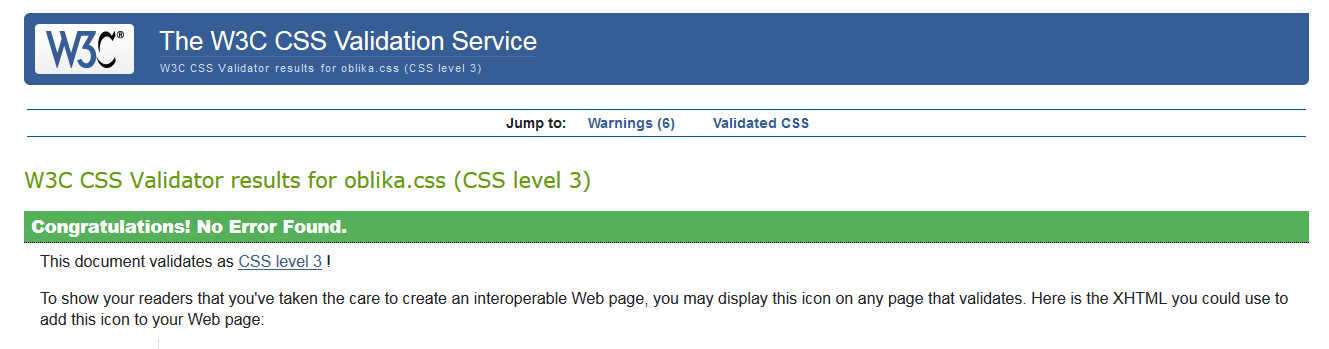 W3C® The W3C CSS Validation Service
W3C CSS Validator results for oblika.css (CSS level 3)
Jump to: Warnings (6) Validated CSS
W3C CSS Validator results for oblika.css (CSS level 3)
Congratulations! No Error Found.
This document validates as CSS level 3 !
To show your readers that you've taken the care to create an interoperable Web page, you may display this icon on any page that validates. Here is the XHTML you could use to
add this icon to your Web page: